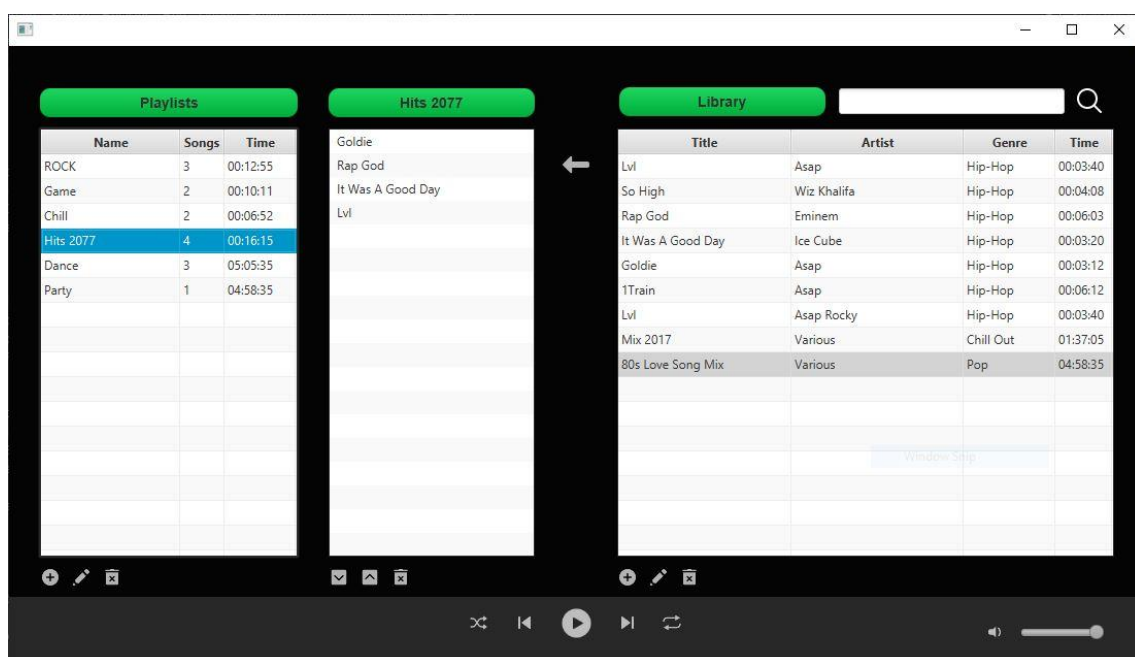 Playlists
Name Songs Time
ROCK 3 00:12:55
Game 2 00:10:11
Chill 2 00:06:52
Hits 2077 4 00:16:15
Dance 3 05:05:35
Party 1 04:58:35
Hits 2077
Goldie
Rap God
It Was A Good Day
Lvl
Library
Title Artist Genre Time
Lvl Asap Hip-Hop 00:03:40
So High Wiz Khalifa Hip-Hop 00:04:08
Rap God Eminem Hip-Hop 00:06:03
It Was A Good Day Ice Cube Hip-Hop 00:03:20
Goldie Asap Hip-Hop 00:03:12
1Train Asap Hip-Hop 00:06:12
Lvl Asap Rocky Hip-Hop 00:03:40
Mix 2017 Various Chill Out 01:37:05
80s Love Song Mix Various Pop 04:58:35
Window Snip